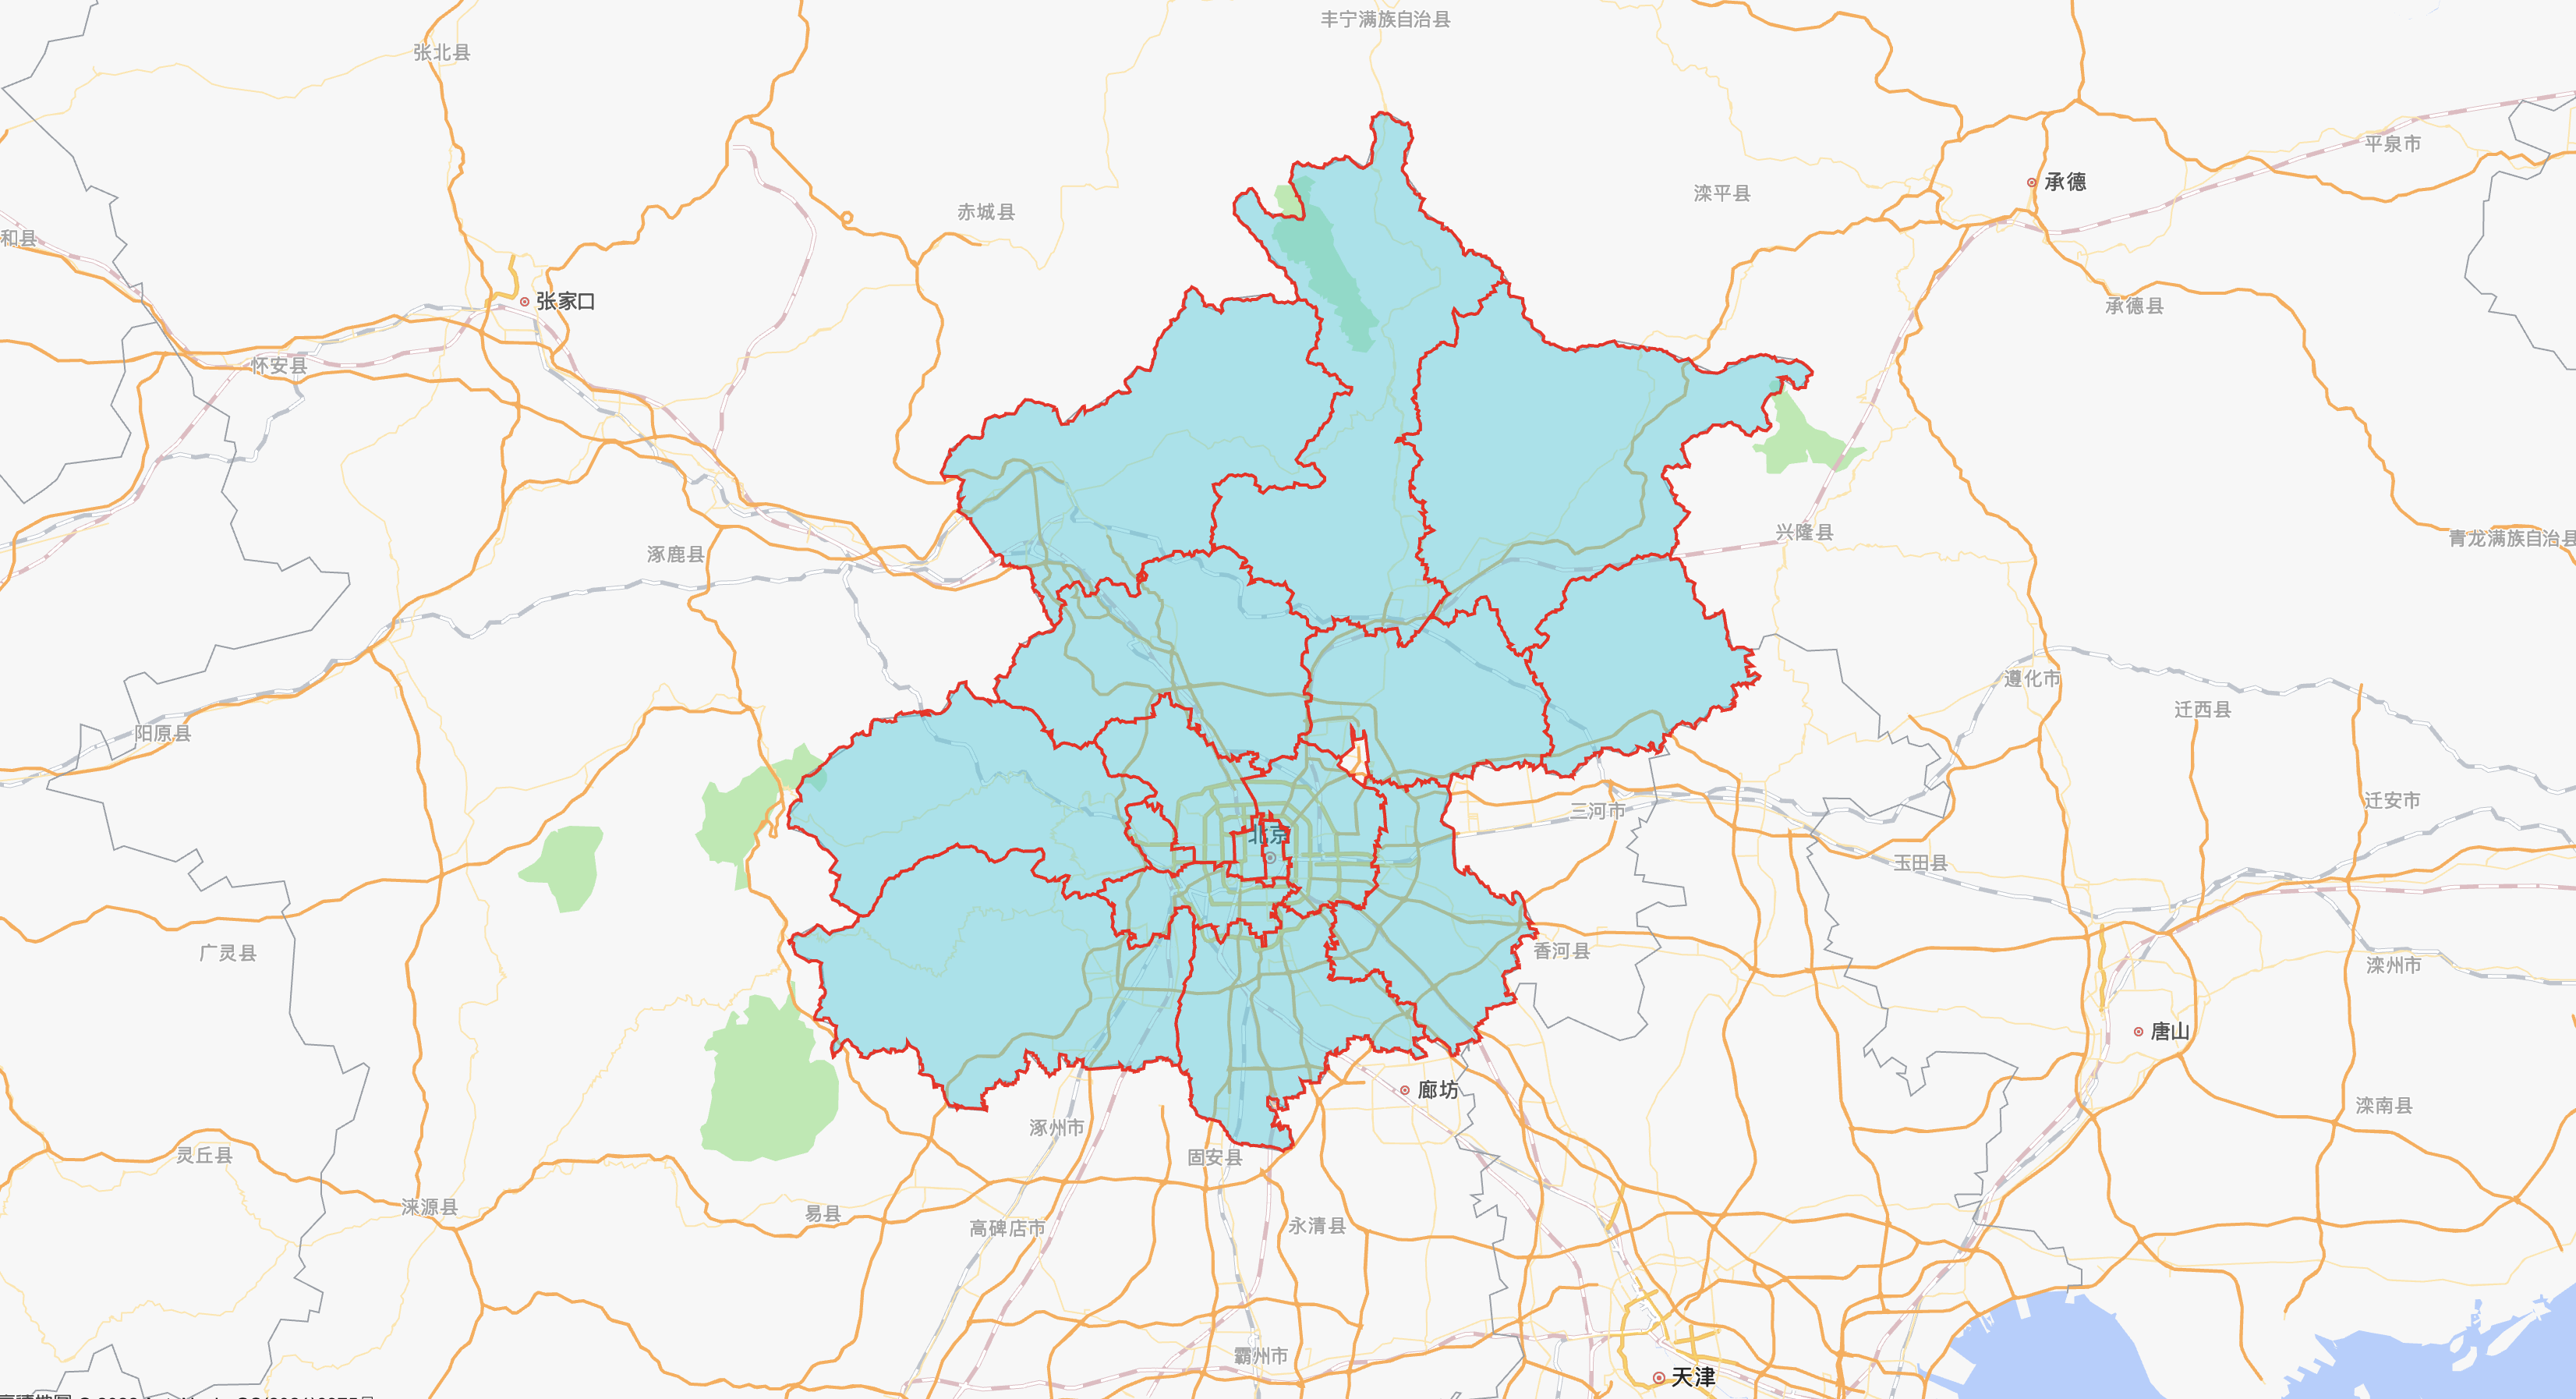 丰宁满族自治县
张北县
平泉市
承德
滦平县
赤城县
和县
张家口
承德县
怀安县
兴隆县
青龙满族自治县
涿鹿县
遵化市
迁西县
阳原县
迁安市
三河市
北京
玉田县
香河县
广灵县
滦州市
唐山
廊坊
滦南县
涿州市
灵丘县
固安县
涞源县
易县
高碑店市
永清县
霸州市
天津